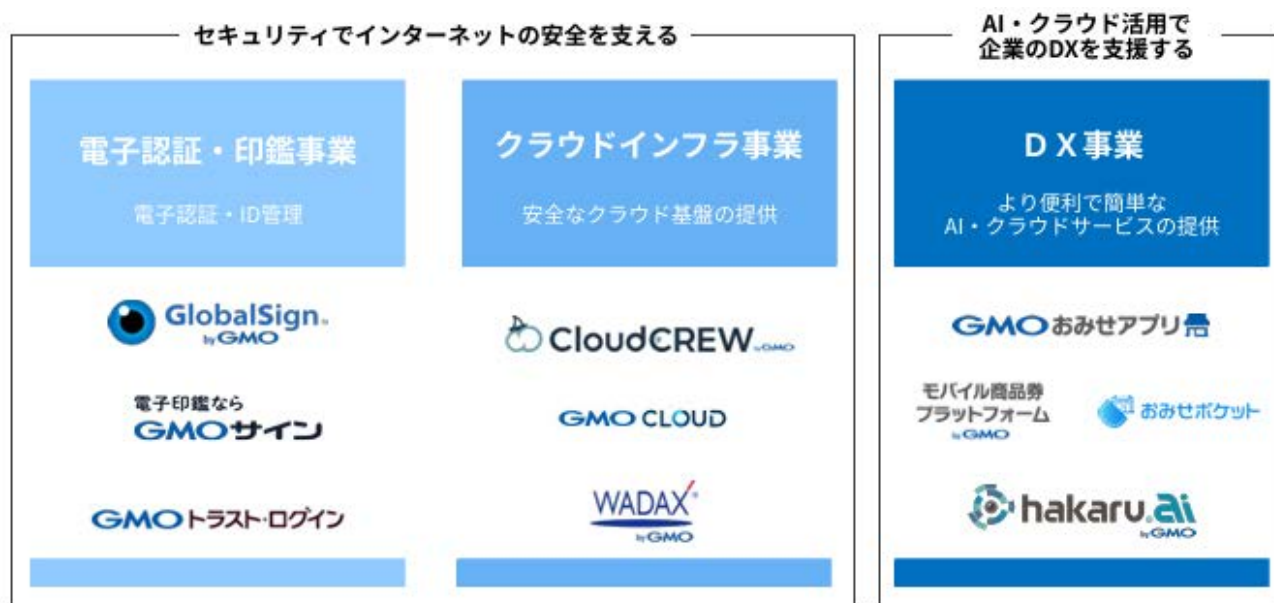 セキュリティでインターネットの安全を支える
電子認証・印鑑事業
電子認証・ID管理
GlobalSign
by GMO
電子印鑑なら
GMOサイン
GMOトラスト・ログイン
クラウドインフラ事業
安全なクラウド基盤の提供
CloudCREW by GMO
GMO CLOUD
WADAX
by GMO
AI・クラウド活用で
企業のDXを支援する
DX事業
より便利で簡単な
AI・クラウドサービスの提供
GMOおみせアプリ
モバイル商品券
プラットフォーム
by GMO
おみせポケット
hakaru.ai
by GMO